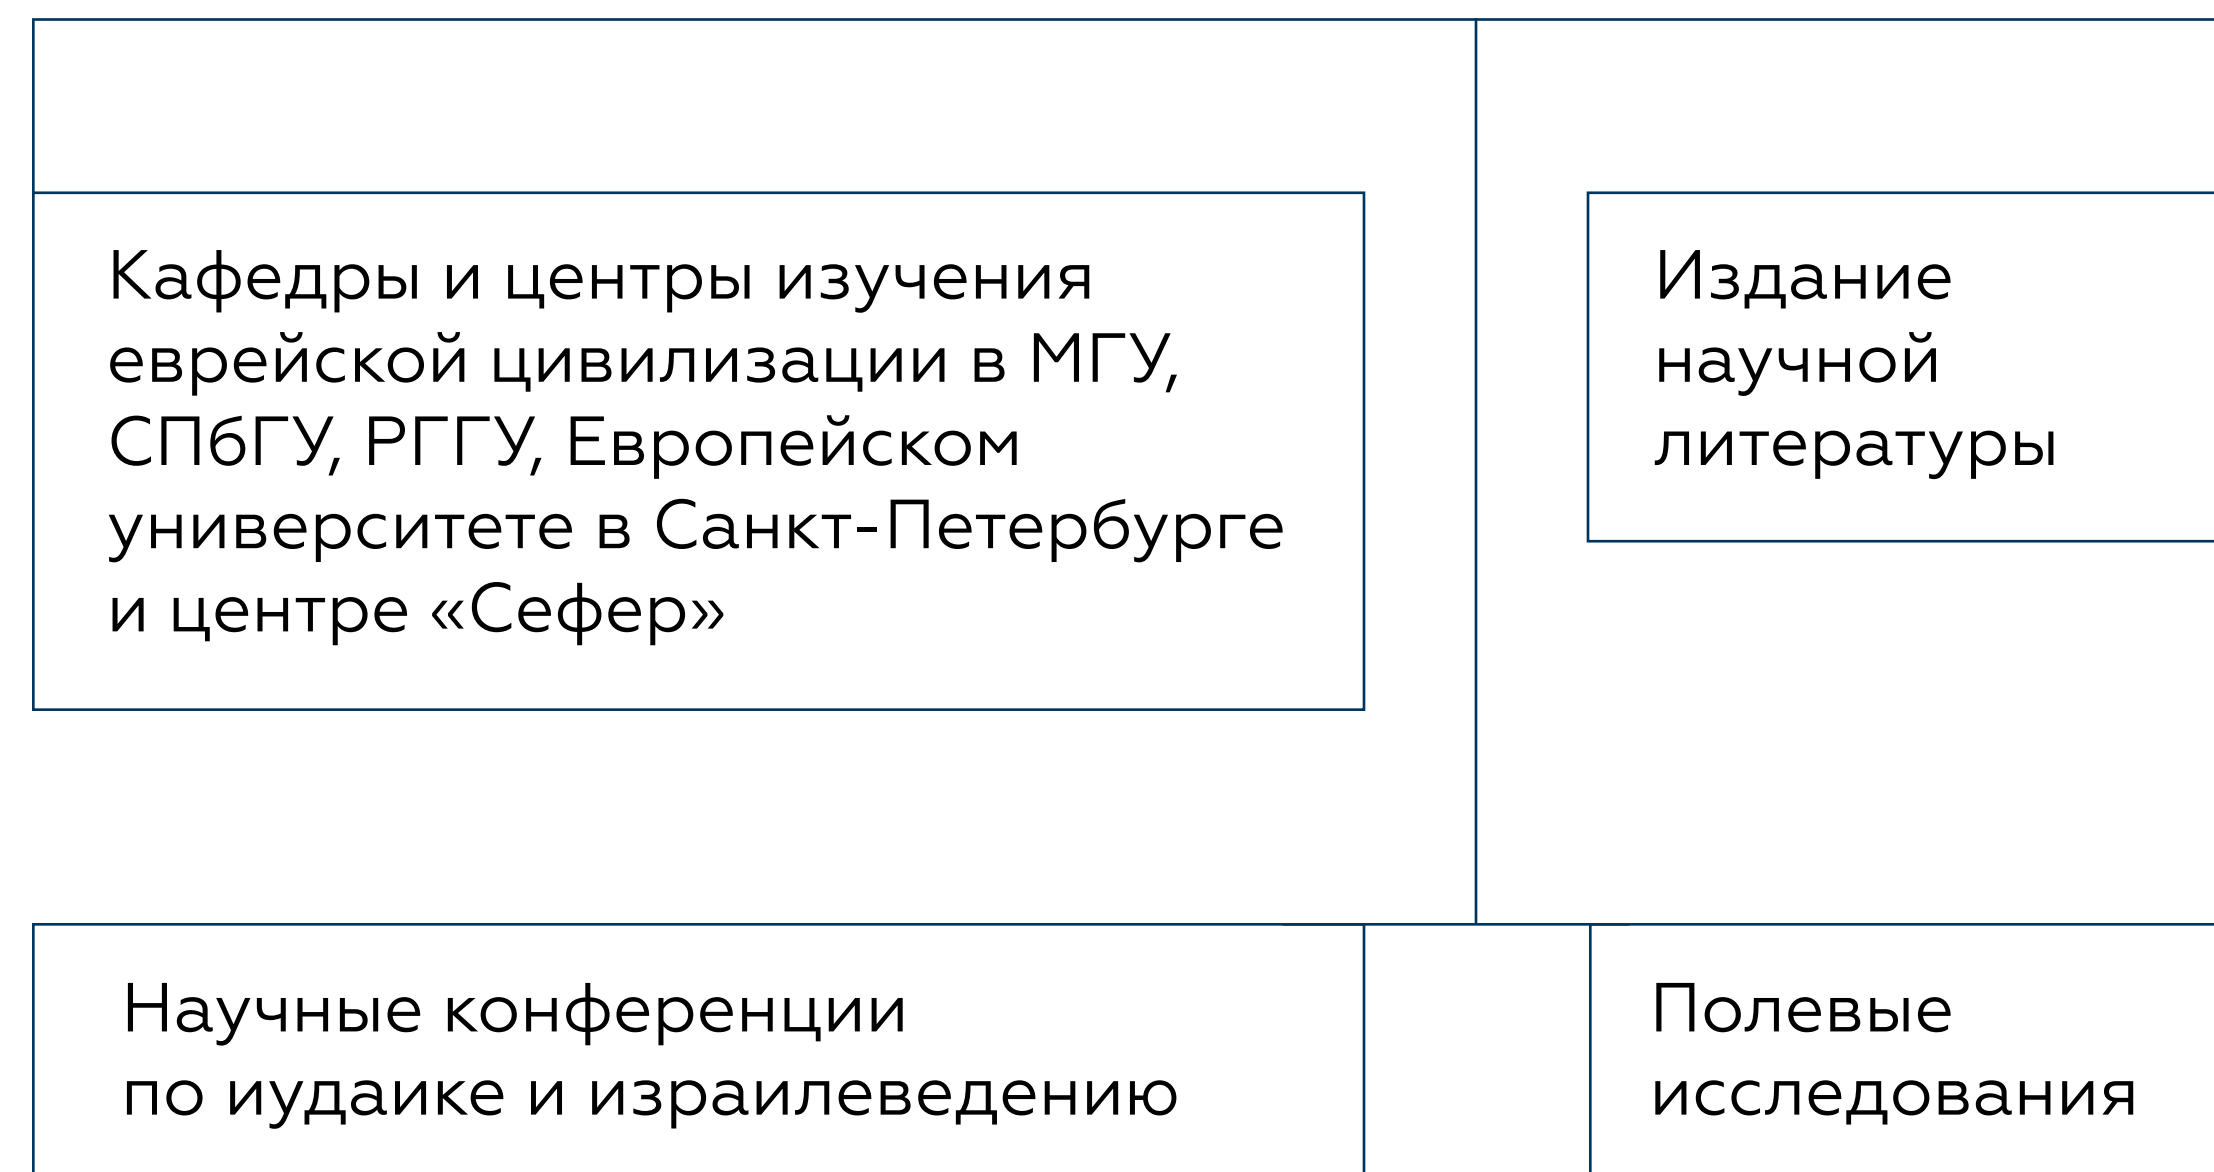 Кафедры и центры изучения
еврейской цивилизации в МГУ,
СПбГУ, РГГУ, Европейском
университете в Санкт-Петербурге
и центре «Сефер»
Издание
научной
литературы
Научные конференции
по иудаике и израилеведению
Полевые
исследования